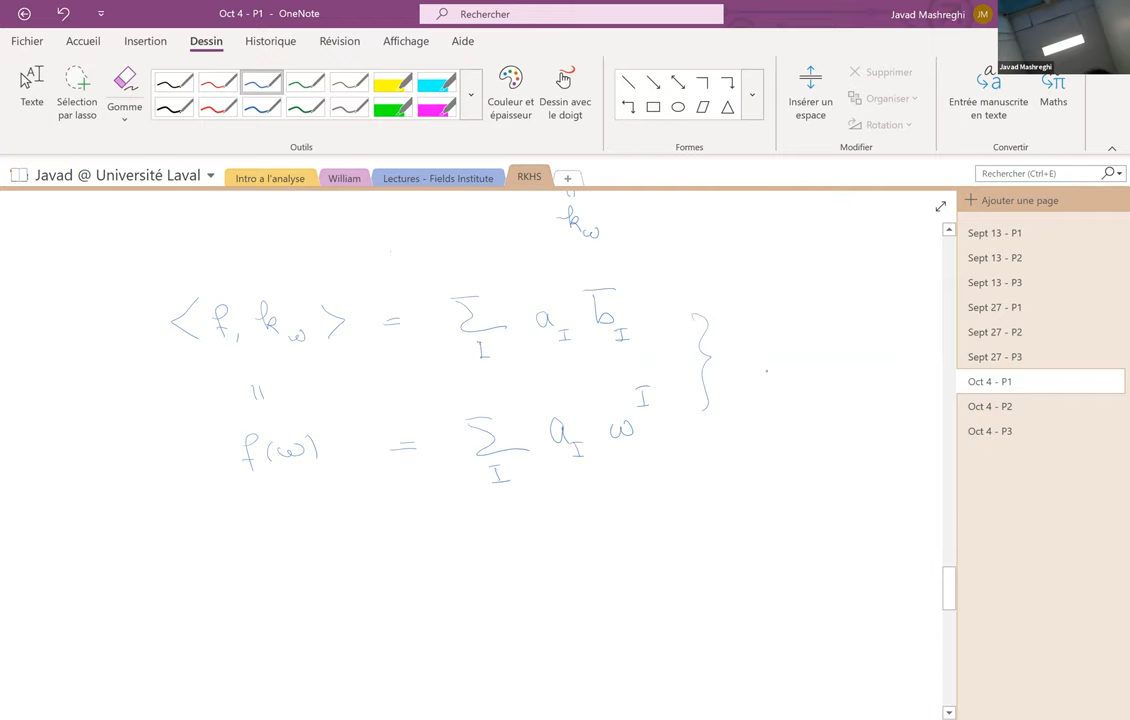 Oct 4 - P1 - OneNote
Rechercher
Javad Mashreghi
JM
Javad Mashreghi
Fichier
Accueil
Insertion
Dessin
Historique
Révision
Affichage
Aide
Texte
Sélection par lasso
Gomme
Couleur et épaisseur
Dessin avec le doigt
Insérer un espace
Supprimer
Organiser
Rotation
Entrée manuscrite en texte
Maths
Outils
Formes
Modifier
Convertir
Javad @ Université Laval
Intro a l'analyse
William
Lectures - Fields Institute
RKHS
Rechercher (Ctrl+E)
Ajouter une page
Sept 13 - P1
Sept 13 - P2
Sept 13 - P3
Sept 27 - P1
Sept 27 - P2
Sept 27 - P3
Oct 4 - P1
Oct 4 - P2
Oct 4 - P3
k_ω
<f, k_ω> = Σ_I a_I b̅_I }
॥
f(ω) = Σ_I a_I ω^I